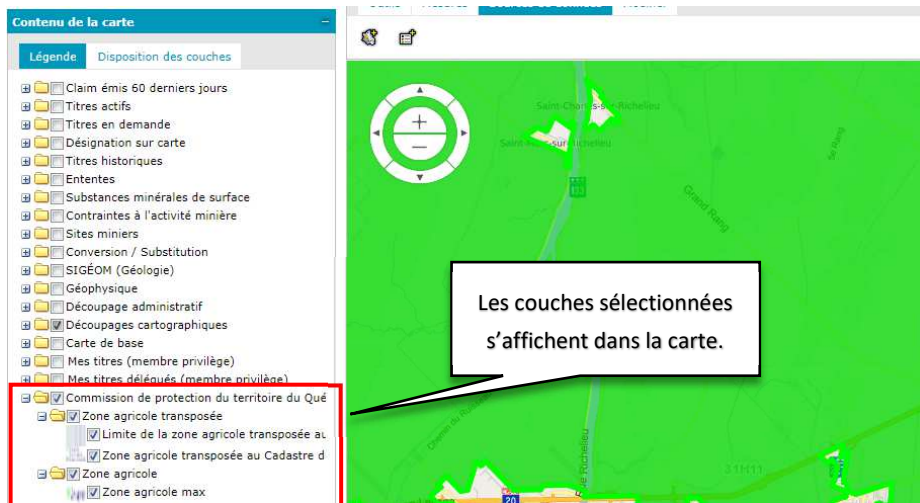 Contenu de la carte
Légende Disposition des couches
Claim émis 60 derniers jours
Titres actifs
Titres en demande
Désignation sur carte
Titres historiques
Ententes
Substances minérales de surface
Contraintes à l'activité minière
Sites miniers
Conversion / Substitution
SIGÉOM (Géologie)
Géophysique
Découpage administratif
Découpages cartographiques
Carte de base
Mes titres (membre privilège)
Mes titres délégués (membre privilège)
Commission de protection du territoire du Qué
Zone agricole transposée
Limite de la zone agricole transposée au
Zone agricole transposée au Cadastre d
Zone agricole
Zone agricole max
Saint-Charles-sur-Richelieu
Grand Rang
Les couches sélectionnées
s'affichent dans la carte.
31H11
20